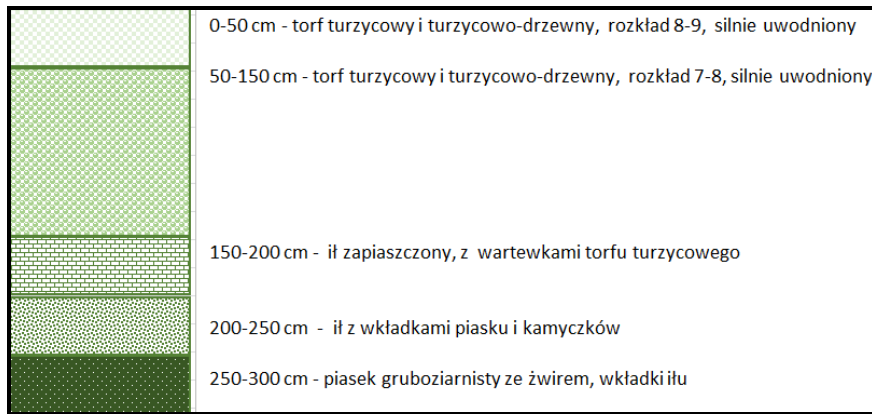 0-50 cm - torf turzycowy i turzycowo-drzewny, rozkład 8-9, silnie uwodniony
50-150 cm - torf turzycowy i turzycowo-drzewny, rozkład 7-8, silnie uwodniony
150-200 cm - ił zapiaszczony, z wartewkami torfu turzycowego
200-250 cm - ił z wkładkami piasku i kamyczków
250-300 cm - piasek gruboziarnisty ze żwirem, wkładki iłu